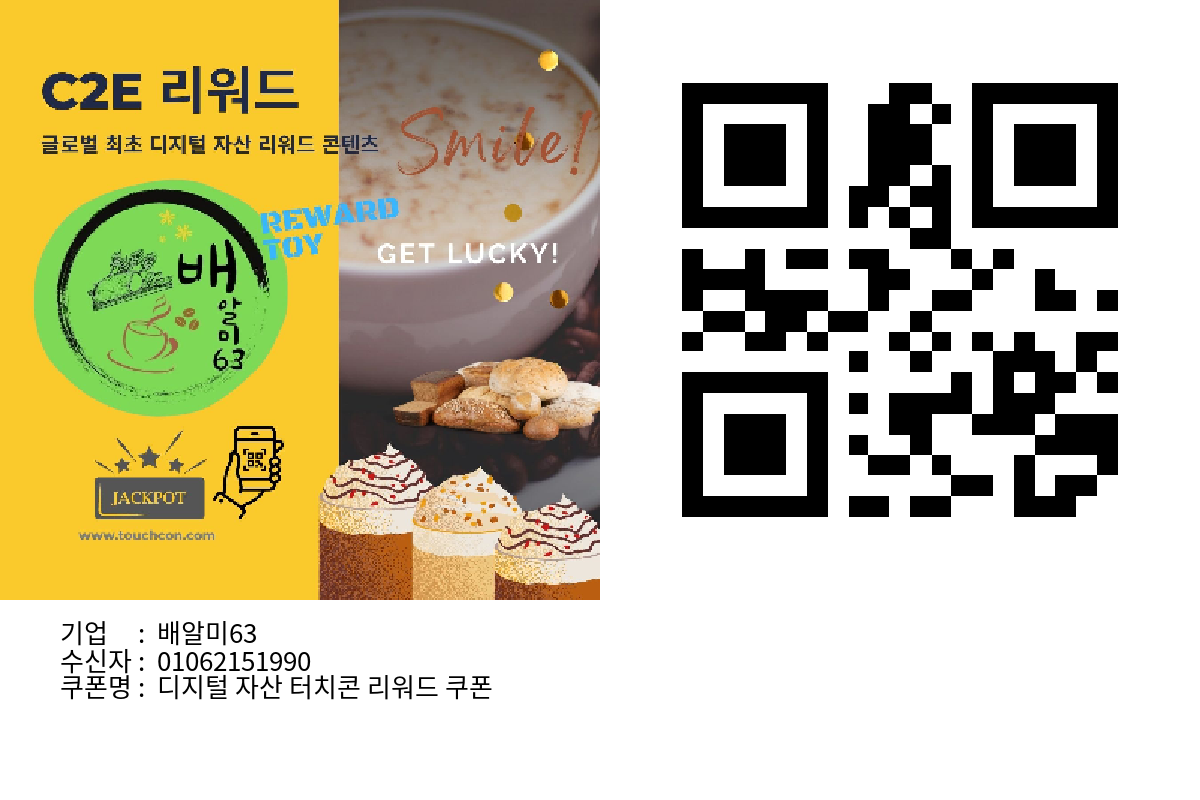 C2E 리워드
글로벌 최초 디지털 자산 리워드 콘텐츠
Smile!
REWARD
TOY
GET LUCKY!
배
알
미
63
JACKPOT
www.touchcon.com
기업 : 배알미63
수신자 : 01062151990
쿠폰명 : 디지털 자산 터치콘 리워드 쿠폰